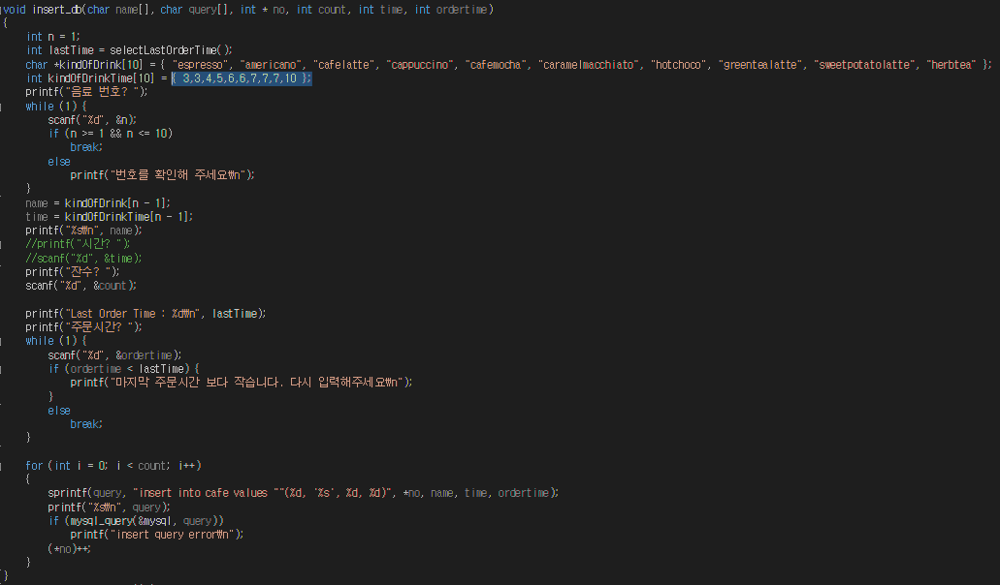 void insert_db(char name[], char query[], int * no, int count, int time, int ordertime)
{
    int n = 1;
    int lastTime = selectLastOrderTime();
    char *kindOfDrink[10] = { "espresso", "americano", "cafelatte", "cappuccino", "cafemocha", "caramelmacchiato", "hotchoco", "greentealatte", "sweetpotatolatte", "herbtea" };
    int kindOfDrinkTime[10] = { 3,3,4,5,6,6,7,7,7,10 };
    printf("음료 번호? ");
    while (1) {
        scanf("%d", &n);
        if (n >= 1 && n <= 10)
            break;
        else
            printf("번호를 확인해 주세요₩n");
    }
    name = kindOfDrink[n - 1];
    time = kindOfDrinkTime[n - 1];
    printf("%s₩n", name);
    //printf("시간? ");
    //scanf("%d", &time);
    printf("잔수? ");
    scanf("%d", &count);
    printf("Last Order Time : %d₩n", lastTime);
    printf("주문시간? ");
    while (1) {
        scanf("%d", &ordertime);
        if (ordertime < lastTime) {
            printf("마지막 주문시간 보다 작습니다. 다시 입력해주세요₩n");
        }
        else
            break;
    }
    for (int i = 0; i < count; i++)
    {
        sprintf(query, "insert into cafe values ""(%d, '%s', %d, %d)", *no, name, time, ordertime);
        printf("%s₩n", query);
        if (mysql_query(&mysql, query))
            printf("insert query error₩n");
        (*no)++;
    }
}